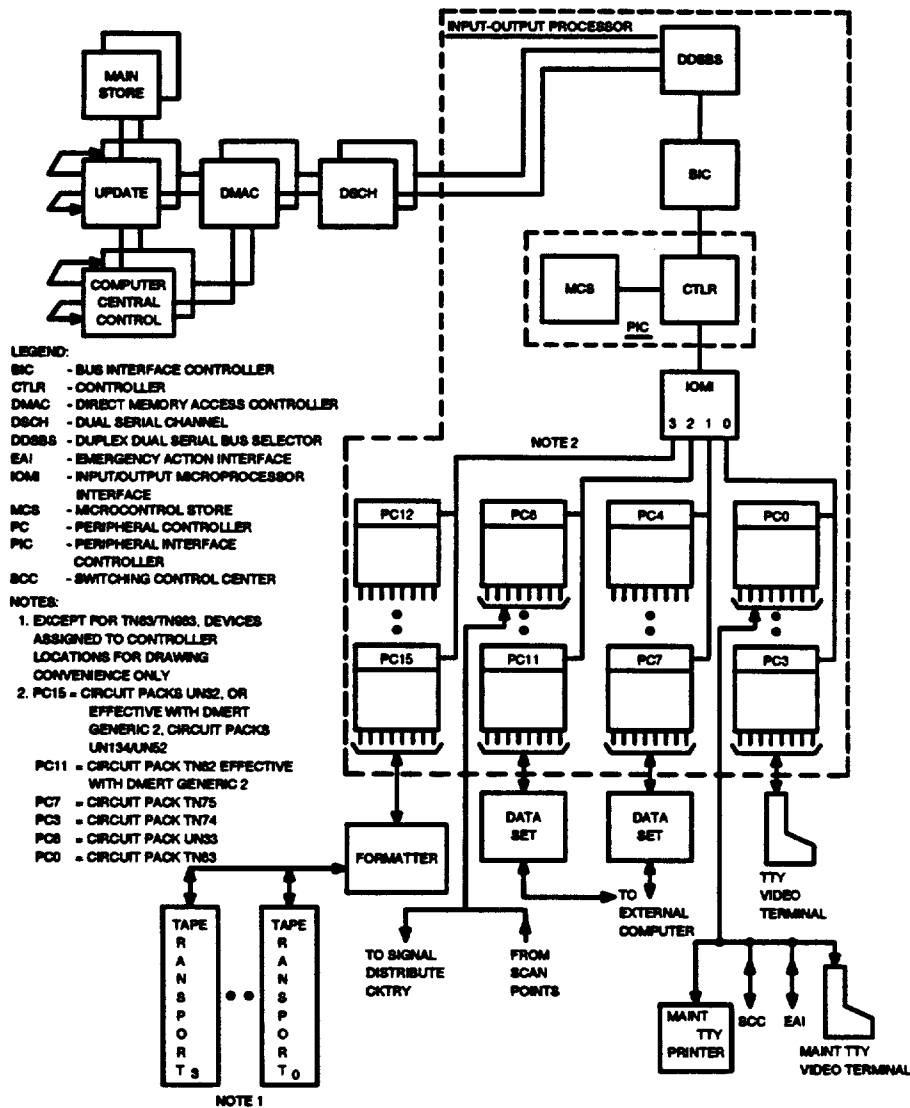 INPUT-OUTPUT PROCESSOR
DDSBS
MAIN
STORE
BIC
UPDATE
DMAC
DSCH
MCS
CTLR
PIC
COMPUTER
CENTRAL
CONTROL
IOMI
3 2 1 0
NOTE 2
LEGEND:
BIC - BUS INTERFACE CONTROLLER
CTLR - CONTROLLER
DMAC - DIRECT MEMORY ACCESS CONTROLLER
DSCH - DUAL SERIAL CHANNEL
DDSBS - DUPLEX DUAL SERIAL BUS SELECTOR
EAI - EMERGENCY ACTION INTERFACE
IOMI - INPUT/OUTPUT MICROPROCESSOR
INTERFACE
MCS - MICROCONTROL STORE
PC - PERIPHERAL CONTROLLER
PIC - PERIPHERAL INTERFACE
CONTROLLER
SCC - SWITCHING CONTROL CENTER
NOTES:
1. EXCEPT FOR TN63/TN983, DEVICES
ASSIGNED TO CONTROLLER
LOCATIONS FOR DRAWING
CONVENIENCE ONLY
2. PC15 = CIRCUIT PACKS UN32, OR
EFFECTIVE WITH DMERT
GENERIC 2, CIRCUIT PACKS
UN134/UN52
PC11 = CIRCUIT PACK TN82 EFFECTIVE
WITH DMERT GENERIC 2
PC7 = CIRCUIT PACK TN75
PC3 = CIRCUIT PACK TN74
PC8 = CIRCUIT PACK UN33
PC0 = CIRCUIT PACK TN63
PC12
PC8
PC4
PC0
PC15
PC11
PC7
PC3
FORMATTER
DATA
SET
DATA
SET
TTY
VIDEO
TERMINAL
TO
EXTERNAL
COMPUTER
TAPE
TRANSPORT 3
TAPE
TRANSPORT 0
NOTE 1
TO SIGNAL
DISTRIBUTE
CKTRY
FROM
SCAN
POINTS
MAINT
TTY
PRINTER
SCC
EAI
MAINT TTY
VIDEO TERMINAL